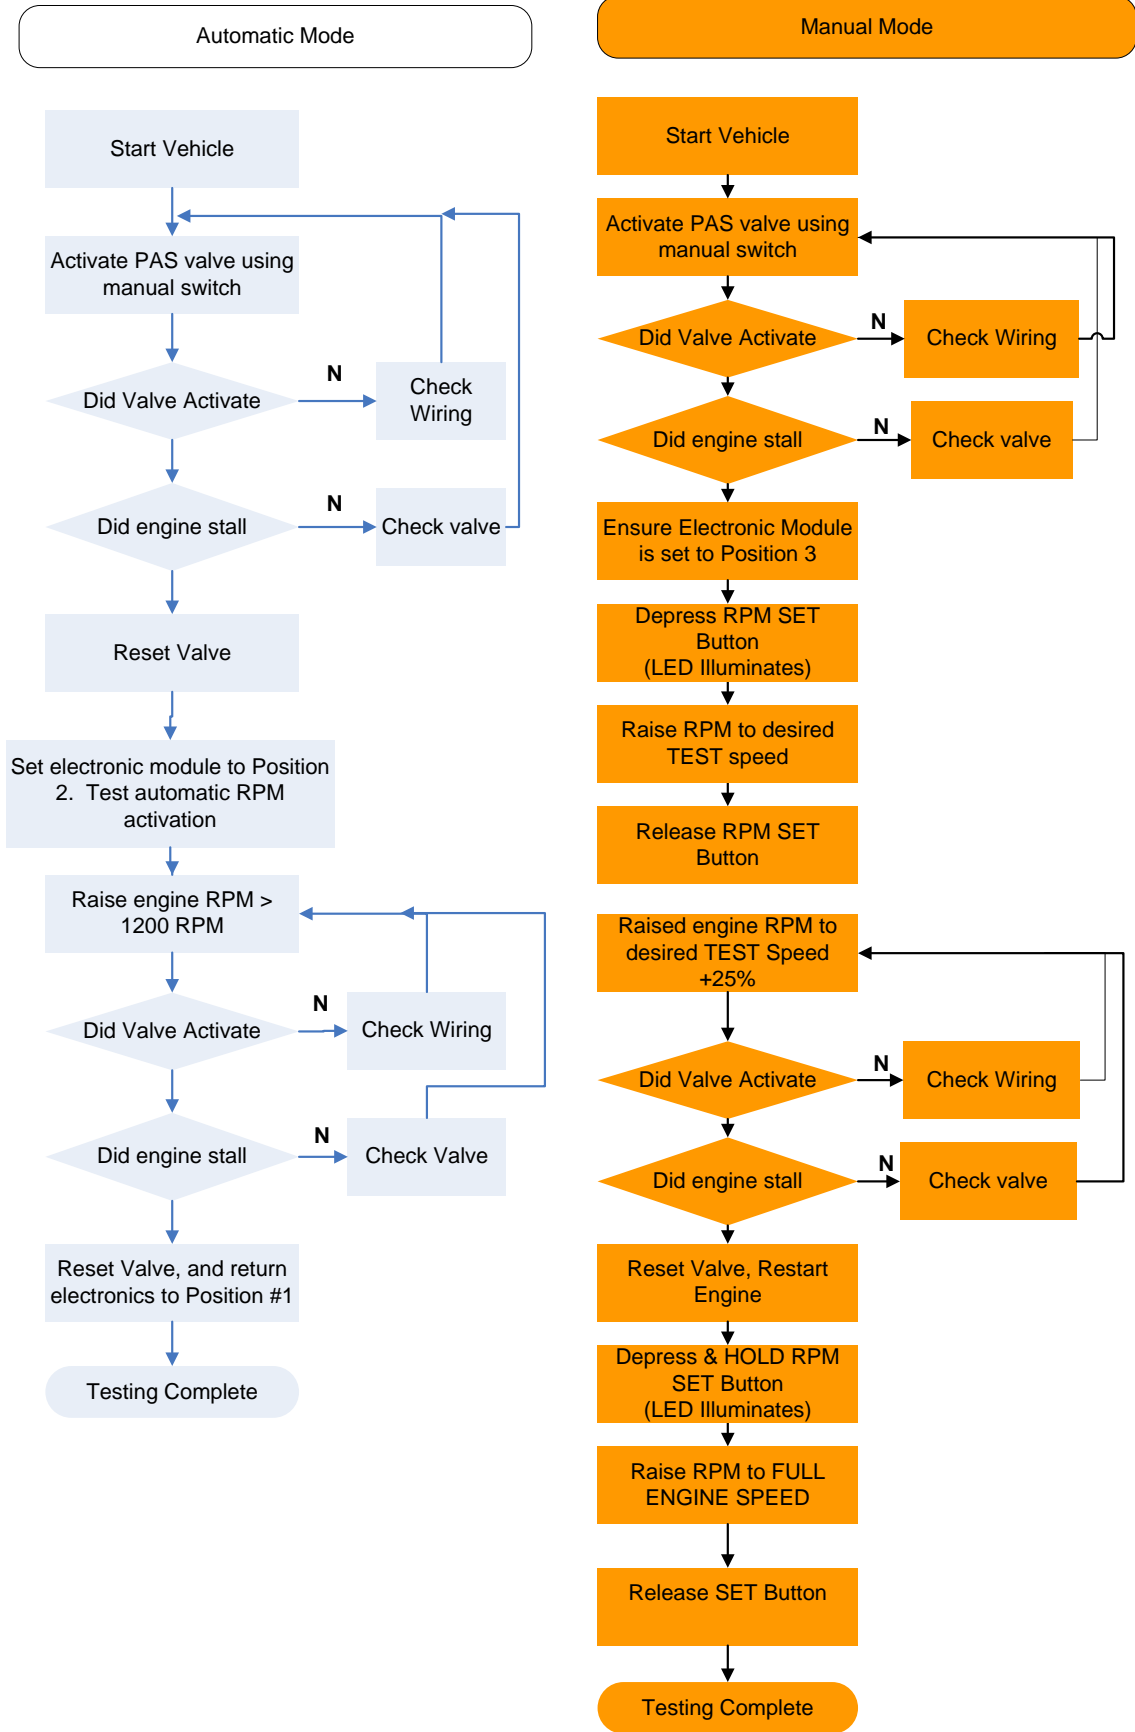 Automatic Mode
Start Vehicle
Activate PAS valve using
manual switch
Did Valve Activate
N
Check
Wiring
Did engine stall
N
Check valve
Reset Valve
Set electronic module to Position
2.  Test automatic RPM
activation
Raise engine RPM >
1200 RPM
Did Valve Activate
N
Check Wiring
Did engine stall
N
Check Valve
Reset Valve, and return
electronics to Position #1
Testing Complete
Manual Mode
Start Vehicle
Activate PAS valve using
manual switch
Did Valve Activate
N
Check Wiring
Did engine stall
N
Check valve
Ensure Electronic Module
is set to Position 3
Depress RPM SET
Button
(LED Illuminates)
Raise RPM to desired
TEST speed
Release RPM SET
Button
Raised engine RPM to
desired TEST Speed
+25%
Did Valve Activate
N
Check Wiring
Did engine stall
N
Check valve
Reset Valve, Restart
Engine
Depress & HOLD RPM
SET Button
(LED Illuminates)
Raise RPM to FULL
ENGINE SPEED
Release SET Button
Testing Complete